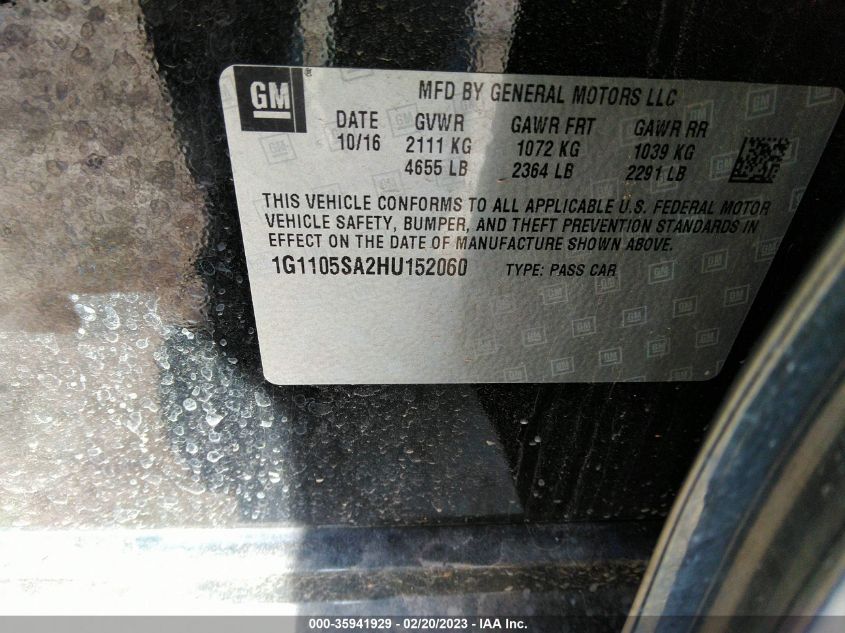 GM ®
MFD BY GENERAL MOTORS LLC
DATE GVWR GAWR FRT GAWR RR
10/16 2111 KG 1072 KG 1039 KG
4655 LB 2364 LB 2291 LB
THIS VEHICLE CONFORMS TO ALL APPLICABLE U.S. FEDERAL MOTOR
VEHICLE SAFETY, BUMPER, AND THEFT PREVENTION STANDARDS IN
EFFECT ON THE DATE OF MANUFACTURE SHOWN ABOVE.
1G1105SA2HU152060 TYPE: PASS CAR
000-35941929 - 02/20/2023 - © IAA Inc.